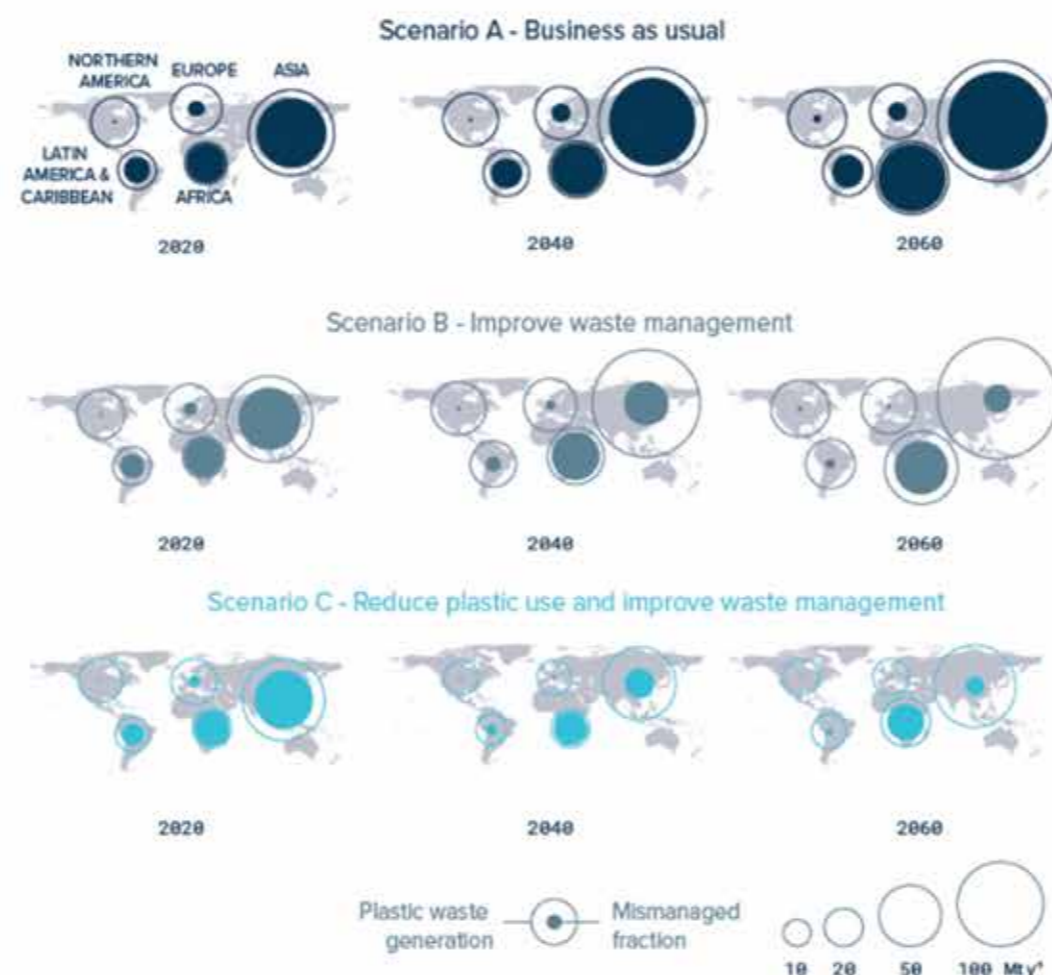 Scenario A - Business as usual
NORTHERN
AMERICA
EUROPE
ASIA
LATIN
AMERICA &
CARIBBEAN
AFRICA
2020
2040
2060
Scenario B - Improve waste management
2020
2040
2060
Scenario C - Reduce plastic use and improve waste management
2020
2040
2060
Plastic waste
generation
Mismanaged
fraction
10 20 50 100 Mt